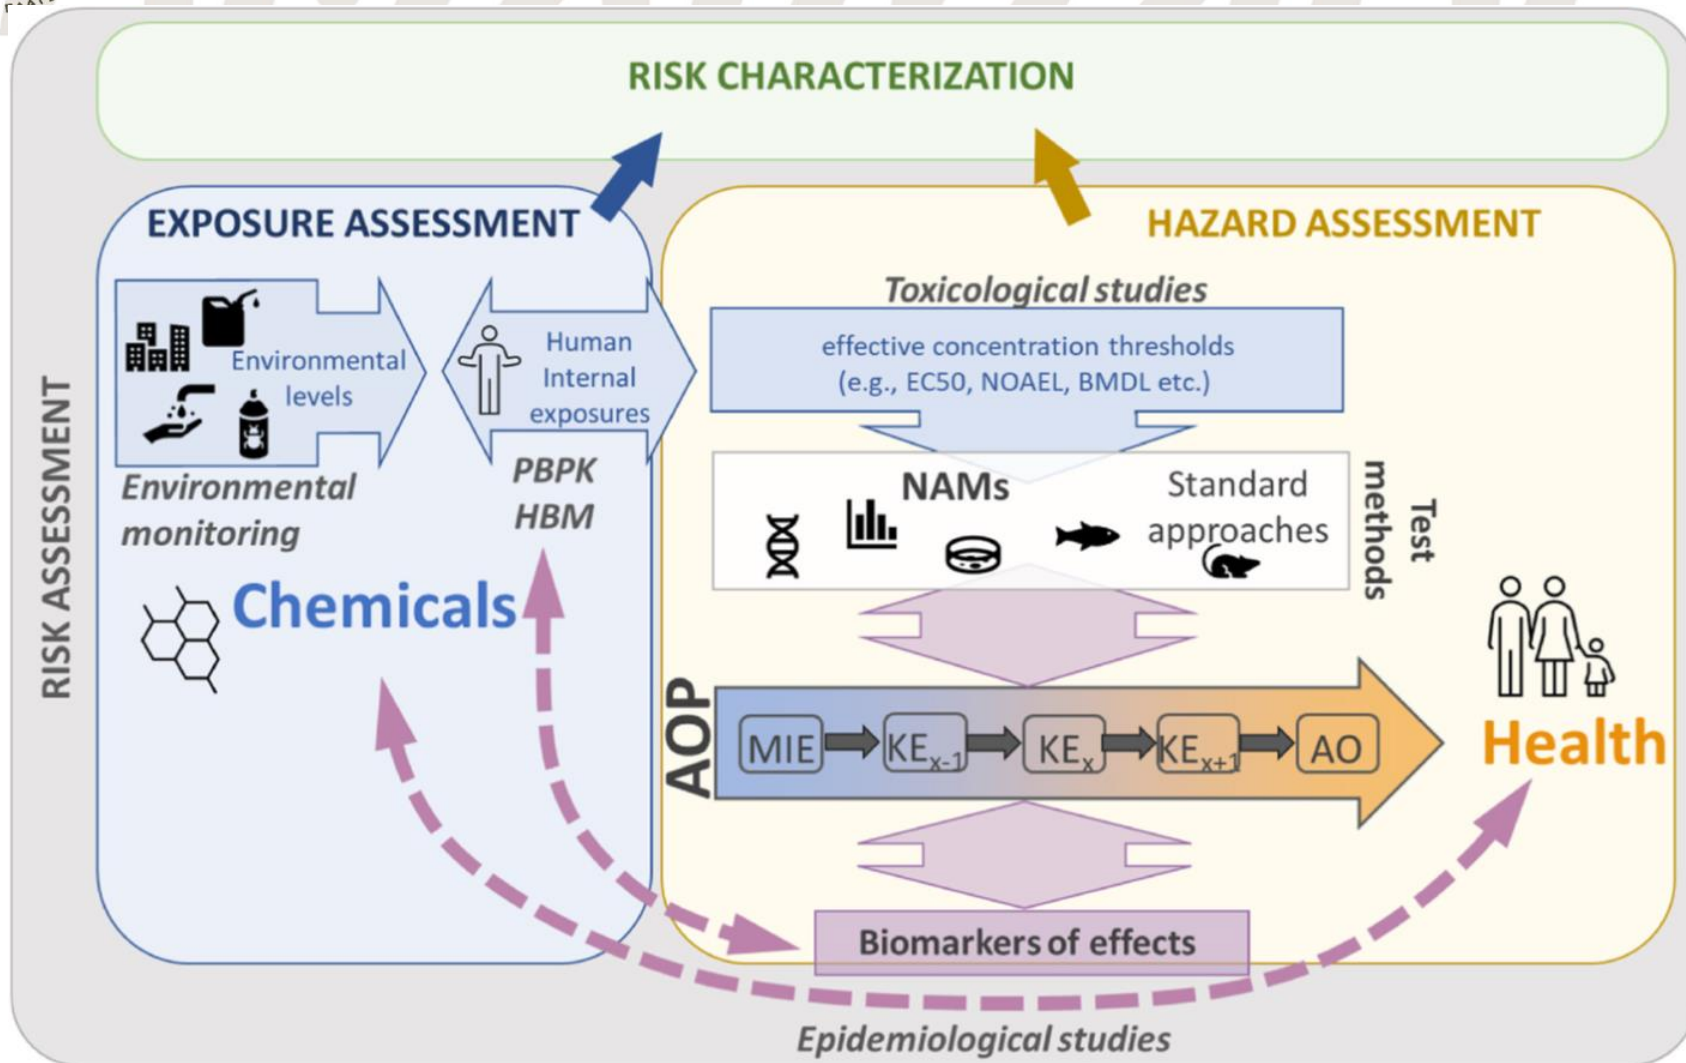 RISK CHARACTERIZATION
RISK ASSESSMENT
EXPOSURE ASSESSMENT
Environmental
levels
Human
Internal
exposures
Environmental
monitoring
PBPK
HBM
Chemicals
HAZARD ASSESSMENT
Toxicological studies
effective concentration thresholds
(e.g., EC50, NOAEL, BMDL etc.)
NAMs
Standard
approaches
Test
methods
AOP
MIE
KEx-1
KEx
KEx+1
AO
Health
Biomarkers of effects
Epidemiological studies